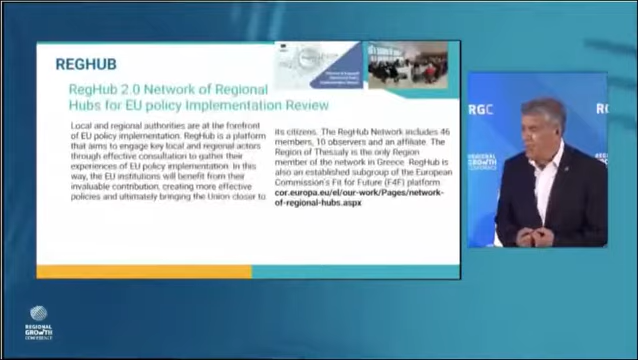 REGHUB
RegHub 2.0 Network of Regional
Hubs for EU policy Implementation Review
Local and regional authorities are at the forefront
of EU policy implementation. RegHub is a platform
that aims to engage key local and regional actors
through effective consultation to gather their
experiences of EU policy implementation. In this
way, the EU institutions will benefit from their
invaluable contribution, creating more effective
policies and ultimately bringing the Union closer to
its citizens. The RegHub Network includes 46
members, 10 observers and an affiliate. The
Region of Thessaly is the only Region
member of the network in Greece. RegHub is
also an established subgroup of the European
Commission's Fit for Future (F4F) platform.
cor.europa.eu/el/our-work/Pages/network-
of-regional-hubs.aspx
RGC
REGIONAL
GROWTH
CONFERENCE
REGIONAL
GROWTH
CONFERENCE